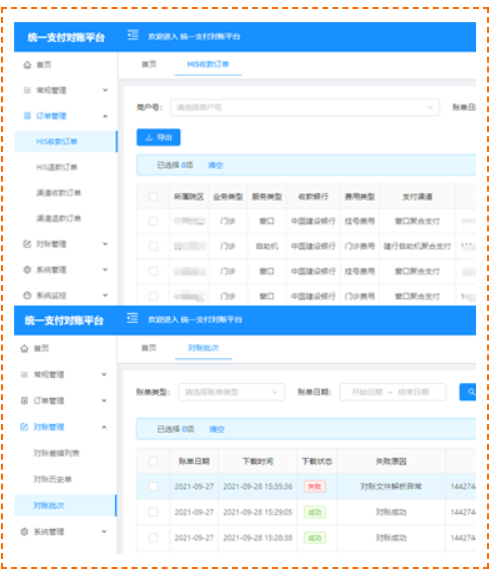 统一支付对账平台
欢迎进入 统一支付对账平台
首页
首页 HIS收款订单
常规管理
订单管理
商户号: 请选择商户号 账单日
HIS收款订单
导出
HIS退款订单
已选择 0项 清空
渠道收款订单
所属院区 业务类型 服务类型 收款银行 费用类型 支付渠道
渠道退款订单
门诊 窗口 中国建设银行 挂号费用 窗口聚合支付
对账管理
门诊 自助机 中国建设银行 门诊费用 建行自助机聚合支付
系统管理
门诊 窗口 中国建设银行 挂号费用 窗口聚合支付
系统监控
门诊 窗口 中国建设银行 门诊费用 窗口聚合支付
统一支付对账平台
欢迎进入 统一支付对账平台
首页
首页 对账批次
常规管理
账单类型: 请选择账单类型 账单日期: 开始日期 ~ 结束日期
订单管理
对账管理
已选择 0项 清空
对账差错列表
账单日期 下载时间 下载状态 失败原因
对账历史单
2021-09-27 2021-09-28 15:35:36 失败 对账文件解析异常 144274
对账批次
2021-09-27 2021-09-28 15:29:05 成功 对账成功 144274
系统管理
2021-09-27 2021-09-28 15:28:38 成功 对账成功 144274